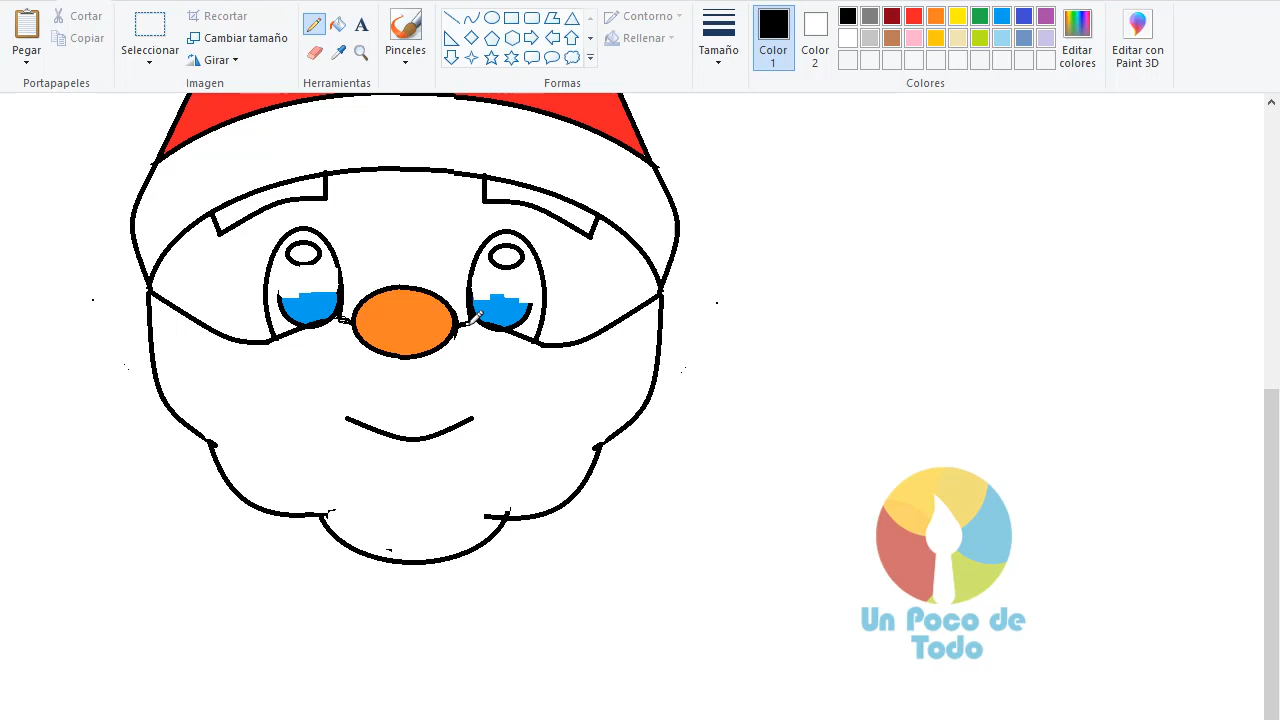 Pegar
Cortar
Copiar
Portapapeles
Seleccionar
Recortar
Cambiar tamaño
Girar
Imagen
A
Herramientas
Pinceles
Contorno
Rellenar
Formas
Tamaño
Color
1
Color
2
Editar
colores
Colores
Editar con
Paint 3D
Un Poco de
Todo